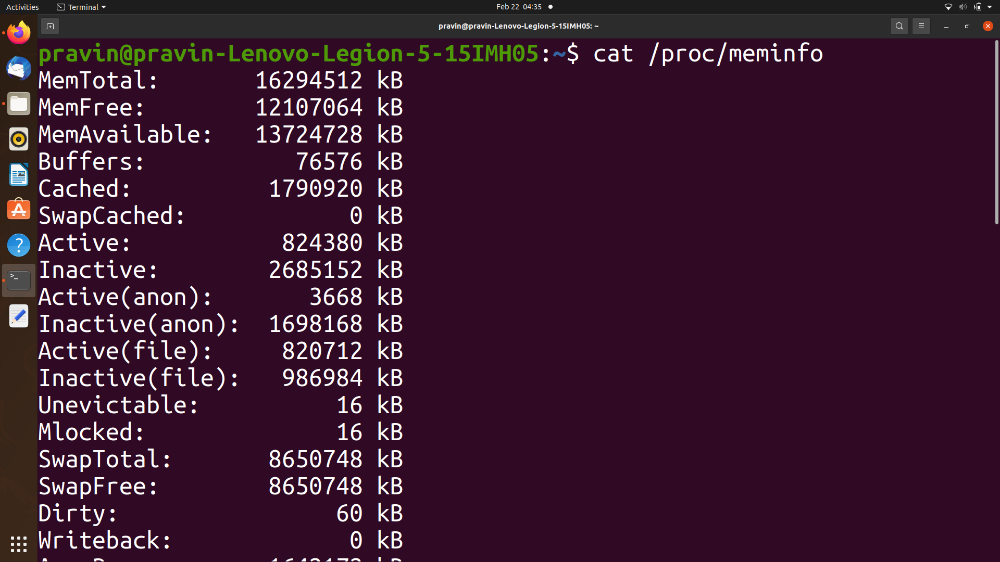 Activities Terminal Feb 22 04:35
pravin@pravin-Lenovo-Legion-5-15IMH05: ~
pravin@pravin-Lenovo-Legion-5-15IMH05:~$ cat /proc/meminfo
MemTotal: 16294512 kB
MemFree: 12107064 kB
MemAvailable: 13724728 kB
Buffers: 76576 kB
Cached: 1790920 kB
SwapCached: 0 kB
Active: 824380 kB
Inactive: 2685152 kB
Active(anon): 3668 kB
Inactive(anon): 1698168 kB
Active(file): 820712 kB
Inactive(file): 986984 kB
Unevictable: 16 kB
Mlocked: 16 kB
SwapTotal: 8650748 kB
SwapFree: 8650748 kB
Dirty: 60 kB
Writeback: 0 kB